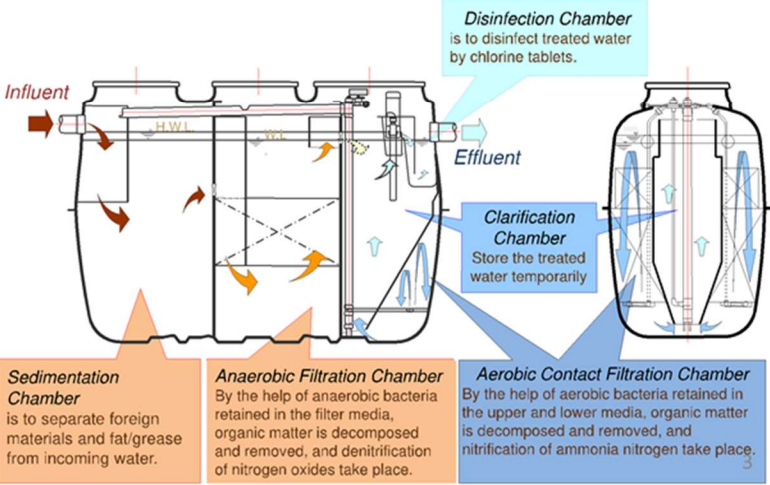 Disinfection Chamber
is to disinfect treated water
by chlorine tablets.
Influent
H.W.L.
W.L
Effluent
Clarification
Chamber
Store the treated
water temporarily
Sedimentation
Chamber
is to separate foreign
materials and fat/grease
from incoming water.
Anaerobic Filtration Chamber
By the help of anaerobic bacteria
retained in the filter media,
organic matter is decomposed
and removed, and denitrification
of nitrogen oxides take place.
Aerobic Contact Filtration Chamber
By the help of aerobic bacteria retained in
the upper and lower media, organic matter
is decomposed and removed, and
nitrification of ammonia nitrogen take place.
3